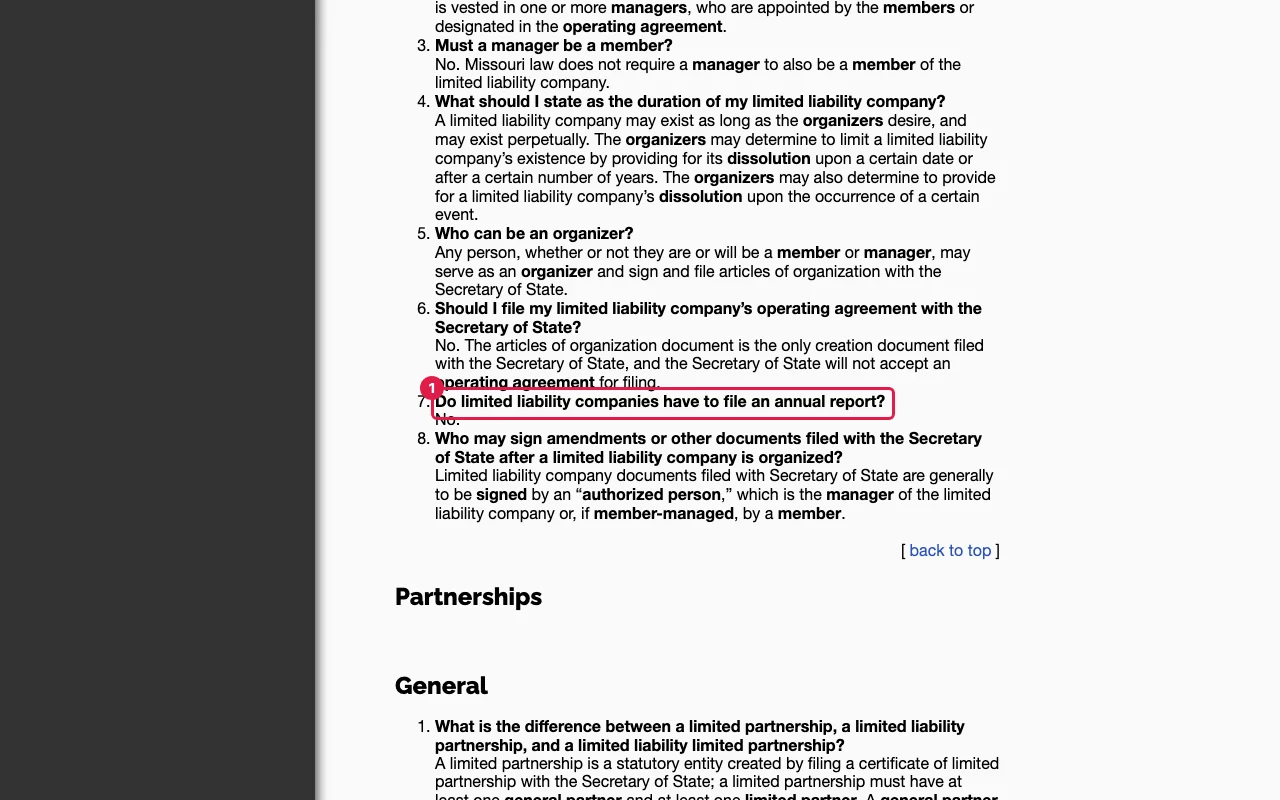 is vested in one or more managers, who are appointed by the members or
designated in the operating agreement.
3. Must a manager be a member?
No. Missouri law does not require a manager to also be a member of the
limited liability company.
4. What should I state as the duration of my limited liability company?
A limited liability company may exist as long as the organizers desire, and
may exist perpetually. The organizers may determine to limit a limited liability
company's existence by providing for its dissolution upon a certain date or
after a certain number of years. The organizers may also determine to provide
for a limited liability company's dissolution upon the occurrence of a certain
event.
5. Who can be an organizer?
Any person, whether or not they are or will be a member or manager, may
serve as an organizer and sign and file articles of organization with the
Secretary of State.
6. Should I file my limited liability company's operating agreement with the
Secretary of State?
No. The articles of organization document is the only creation document filed
with the Secretary of State, and the Secretary of State will not accept an
operating agreement for filing.
1
7. Do limited liability companies have to file an annual report?
No.
8. Who may sign amendments or other documents filed with the Secretary
of State after a limited liability company is organized?
Limited liability company documents filed with Secretary of State are generally
to be signed by an “authorized person,” which is the manager of the limited
liability company or, if member-managed, by a member.
[ back to top ]
Partnerships
General
1. What is the difference between a limited partnership, a limited liability
partnership, and a limited liability limited partnership?
A limited partnership is a statutory entity created by filing a certificate of limited
partnership with the Secretary of State; a limited partnership must have at
least one general partner and at least one limited partner. A general partner